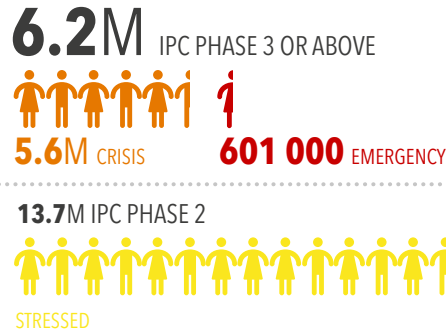 6.2M IPC PHASE 3 OR ABOVE
5.6M CRISIS
601 000 EMERGENCY
13.7M IPC PHASE 2
STRESSED